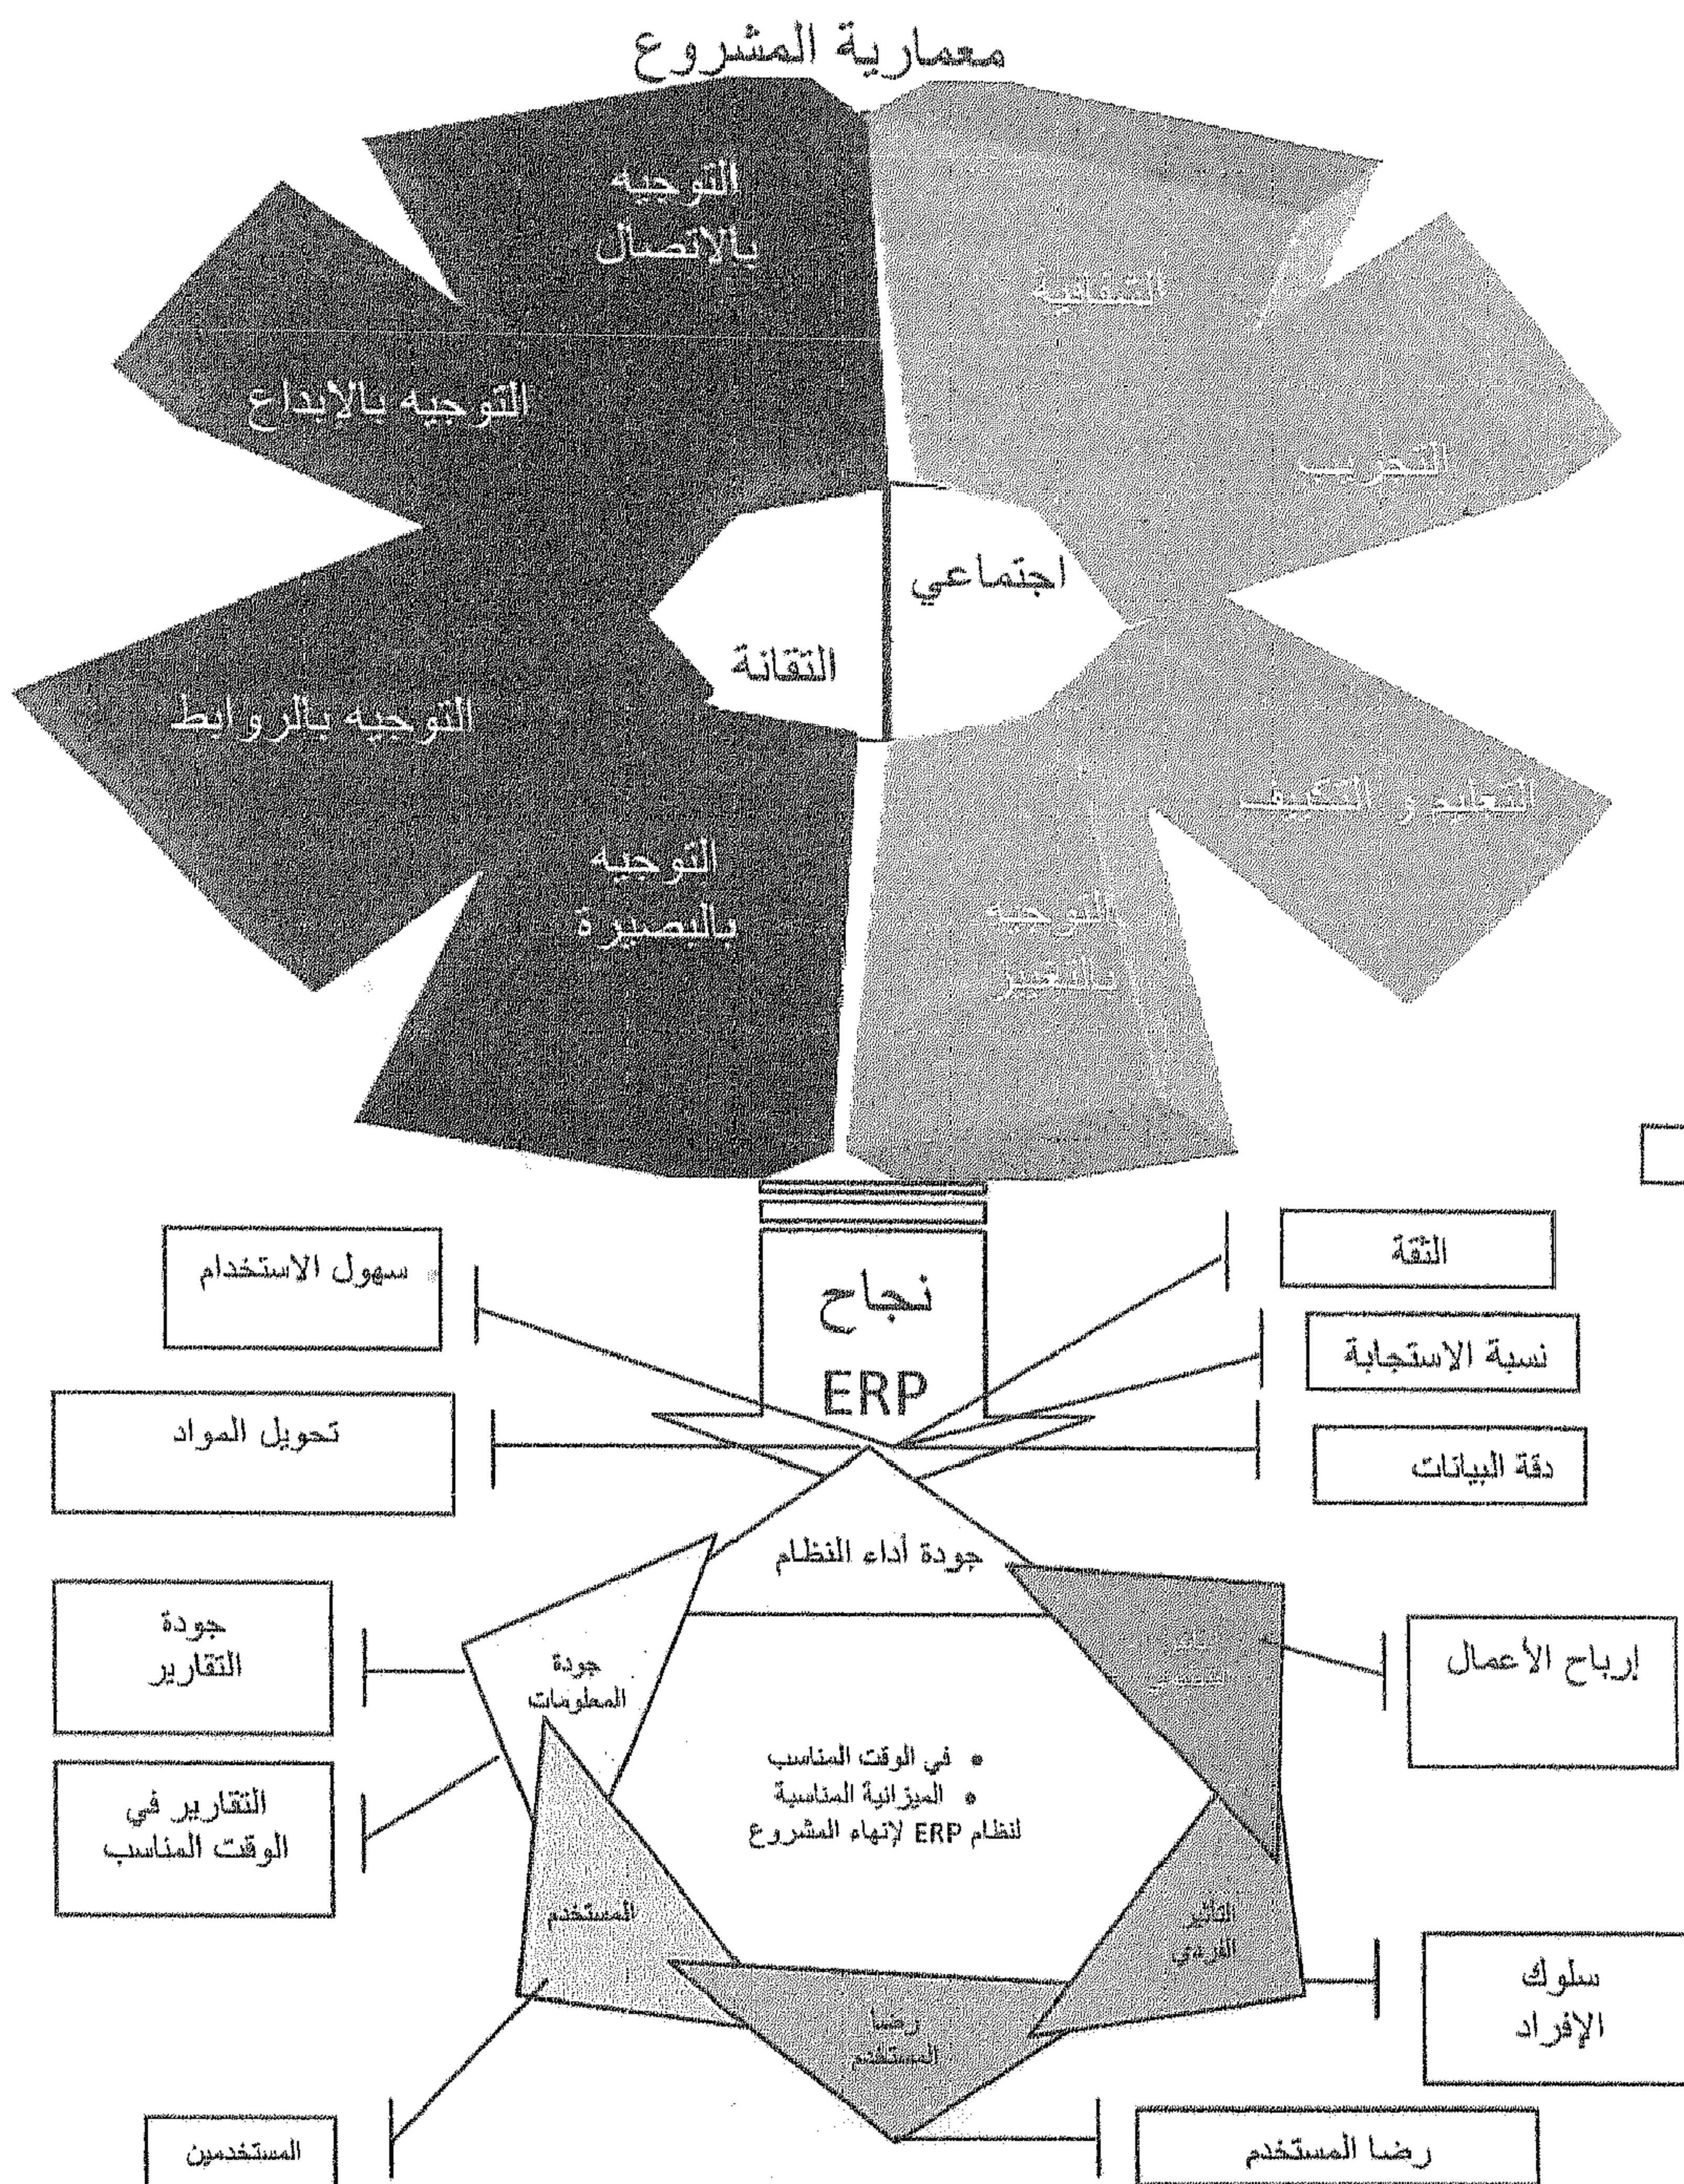 معمارية المشروع
التوجيه
بالاتصال
الشفافية
التوجيه بالإبداع
التجريب
اجتماعي
التقانة
التوجيه بالروابط
التقليد و التكييف
التوجيه
بالبصيرة
التوجيه
بالتغيير
نجاح
ERP
الثقة
سهول الاستخدام
نسبة الاستجابة
تحويل المواد
دقة البيانات
جودة أداء النظام
جودة
التقارير
جودة
المعلومات
إرباح الأعمال
التقارير في
الوقت المناسب
• في الوقت المناسب
• الميزانية المناسبة
لنظام ERP لإنهاء المشروع
المستخدم
التأثير
الفردي
سلوك
الإفراد
رضا
المستخدم
المستخدمين
رضا المستخدم